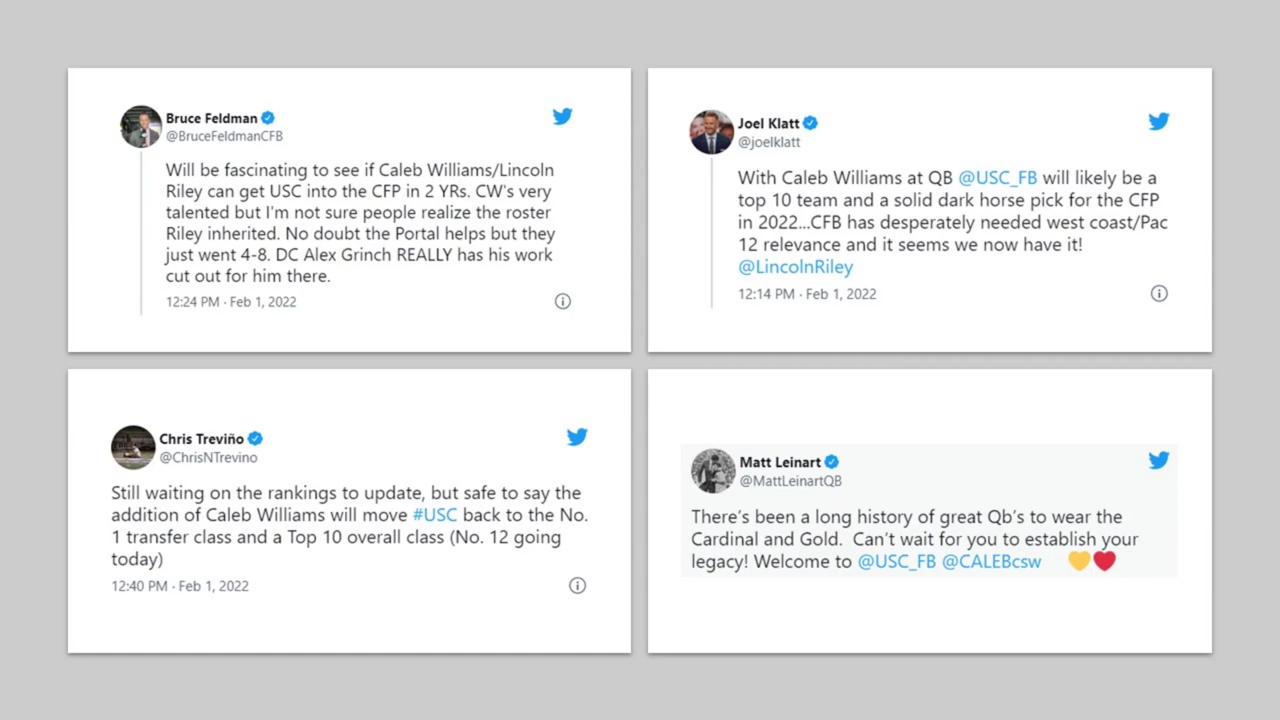 Bruce Feldman
@BruceFeldmanCFB
Will be fascinating to see if Caleb Williams/Lincoln
Riley can get USC into the CFP in 2 YRs. CW's very
talented but I'm not sure people realize the roster
Riley inherited. No doubt the Portal helps but they
just went 4-8. DC Alex Grinch REALLY has his work
cut out for him there.
12:24 PM · Feb 1, 2022
Joel Klatt
@joelklatt
With Caleb Williams at QB @USC_FB will likely be a
top 10 team and a solid dark horse pick for the CFP
in 2022...CFB has desperately needed west coast/Pac
12 relevance and it seems we now have it!
@LincolnRiley
12:14 PM · Feb 1, 2022
Chris Treviño
@ChrisNTrevino
Still waiting on the rankings to update, but safe to say the
addition of Caleb Williams will move #USC back to the No.
1 transfer class and a Top 10 overall class (No. 12 going
today)
12:40 PM · Feb 1, 2022
Matt Leinart
@MattLeinartQB
There's been a long history of great Qb's to wear the
Cardinal and Gold.  Can't wait for you to establish your
legacy! Welcome to @USC_FB @CALEBcsw 💛❤️